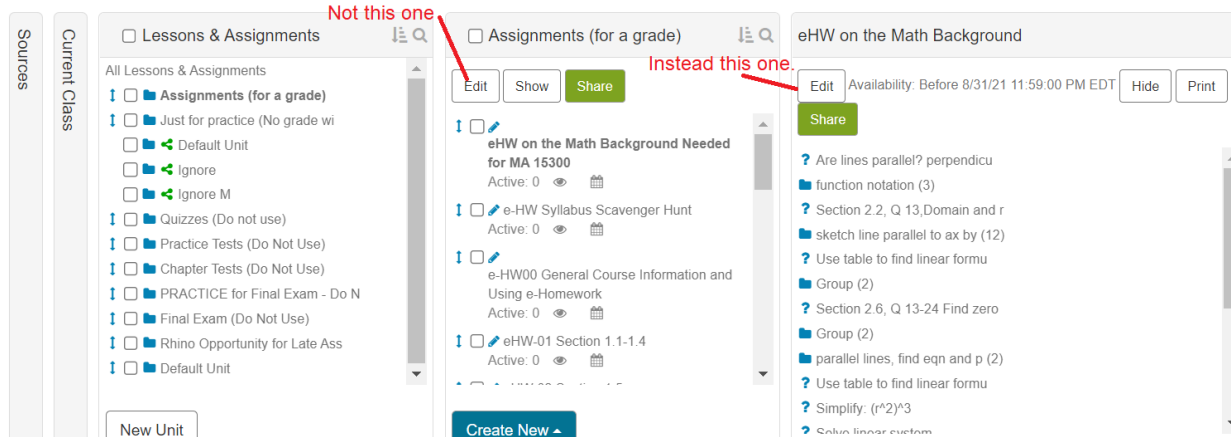 Not this one
Instead this one.
Sources
Current Class
Lessons & Assignments
All Lessons & Assignments
Assignments (for a grade)
Just for practice (No grade wi
Default Unit
Ignore
Ignore M
Quizzes (Do not use)
Practice Tests (Do Not Use)
Chapter Tests (Do Not Use)
PRACTICE for Final Exam - Do N
Final Exam (Do Not Use)
Rhino Opportunity for Late Ass
Default Unit
New Unit
Assignments (for a grade)
Edit Show Share
eHW on the Math Background Needed
for MA 15300
Active: 0
e-HW Syllabus Scavenger Hunt
Active: 0
e-HW00 General Course Information and
Using e-Homework
Active: 0
eHW-01 Section 1.1-1.4
Active: 0
Create New
eHW on the Math Background
Edit Availability: Before 8/31/21 11:59:00 PM EDT Hide Print
Share
? Are lines parallel? perpendicu
function notation (3)
? Section 2.2, Q 13,Domain and r
sketch line parallel to ax by (12)
? Use table to find linear formu
Group (2)
? Section 2.6, Q 13-24 Find zero
Group (2)
parallel lines, find eqn and p (2)
? Use table to find linear formu
? Simplify: (r^2)^3
? Solve linear system